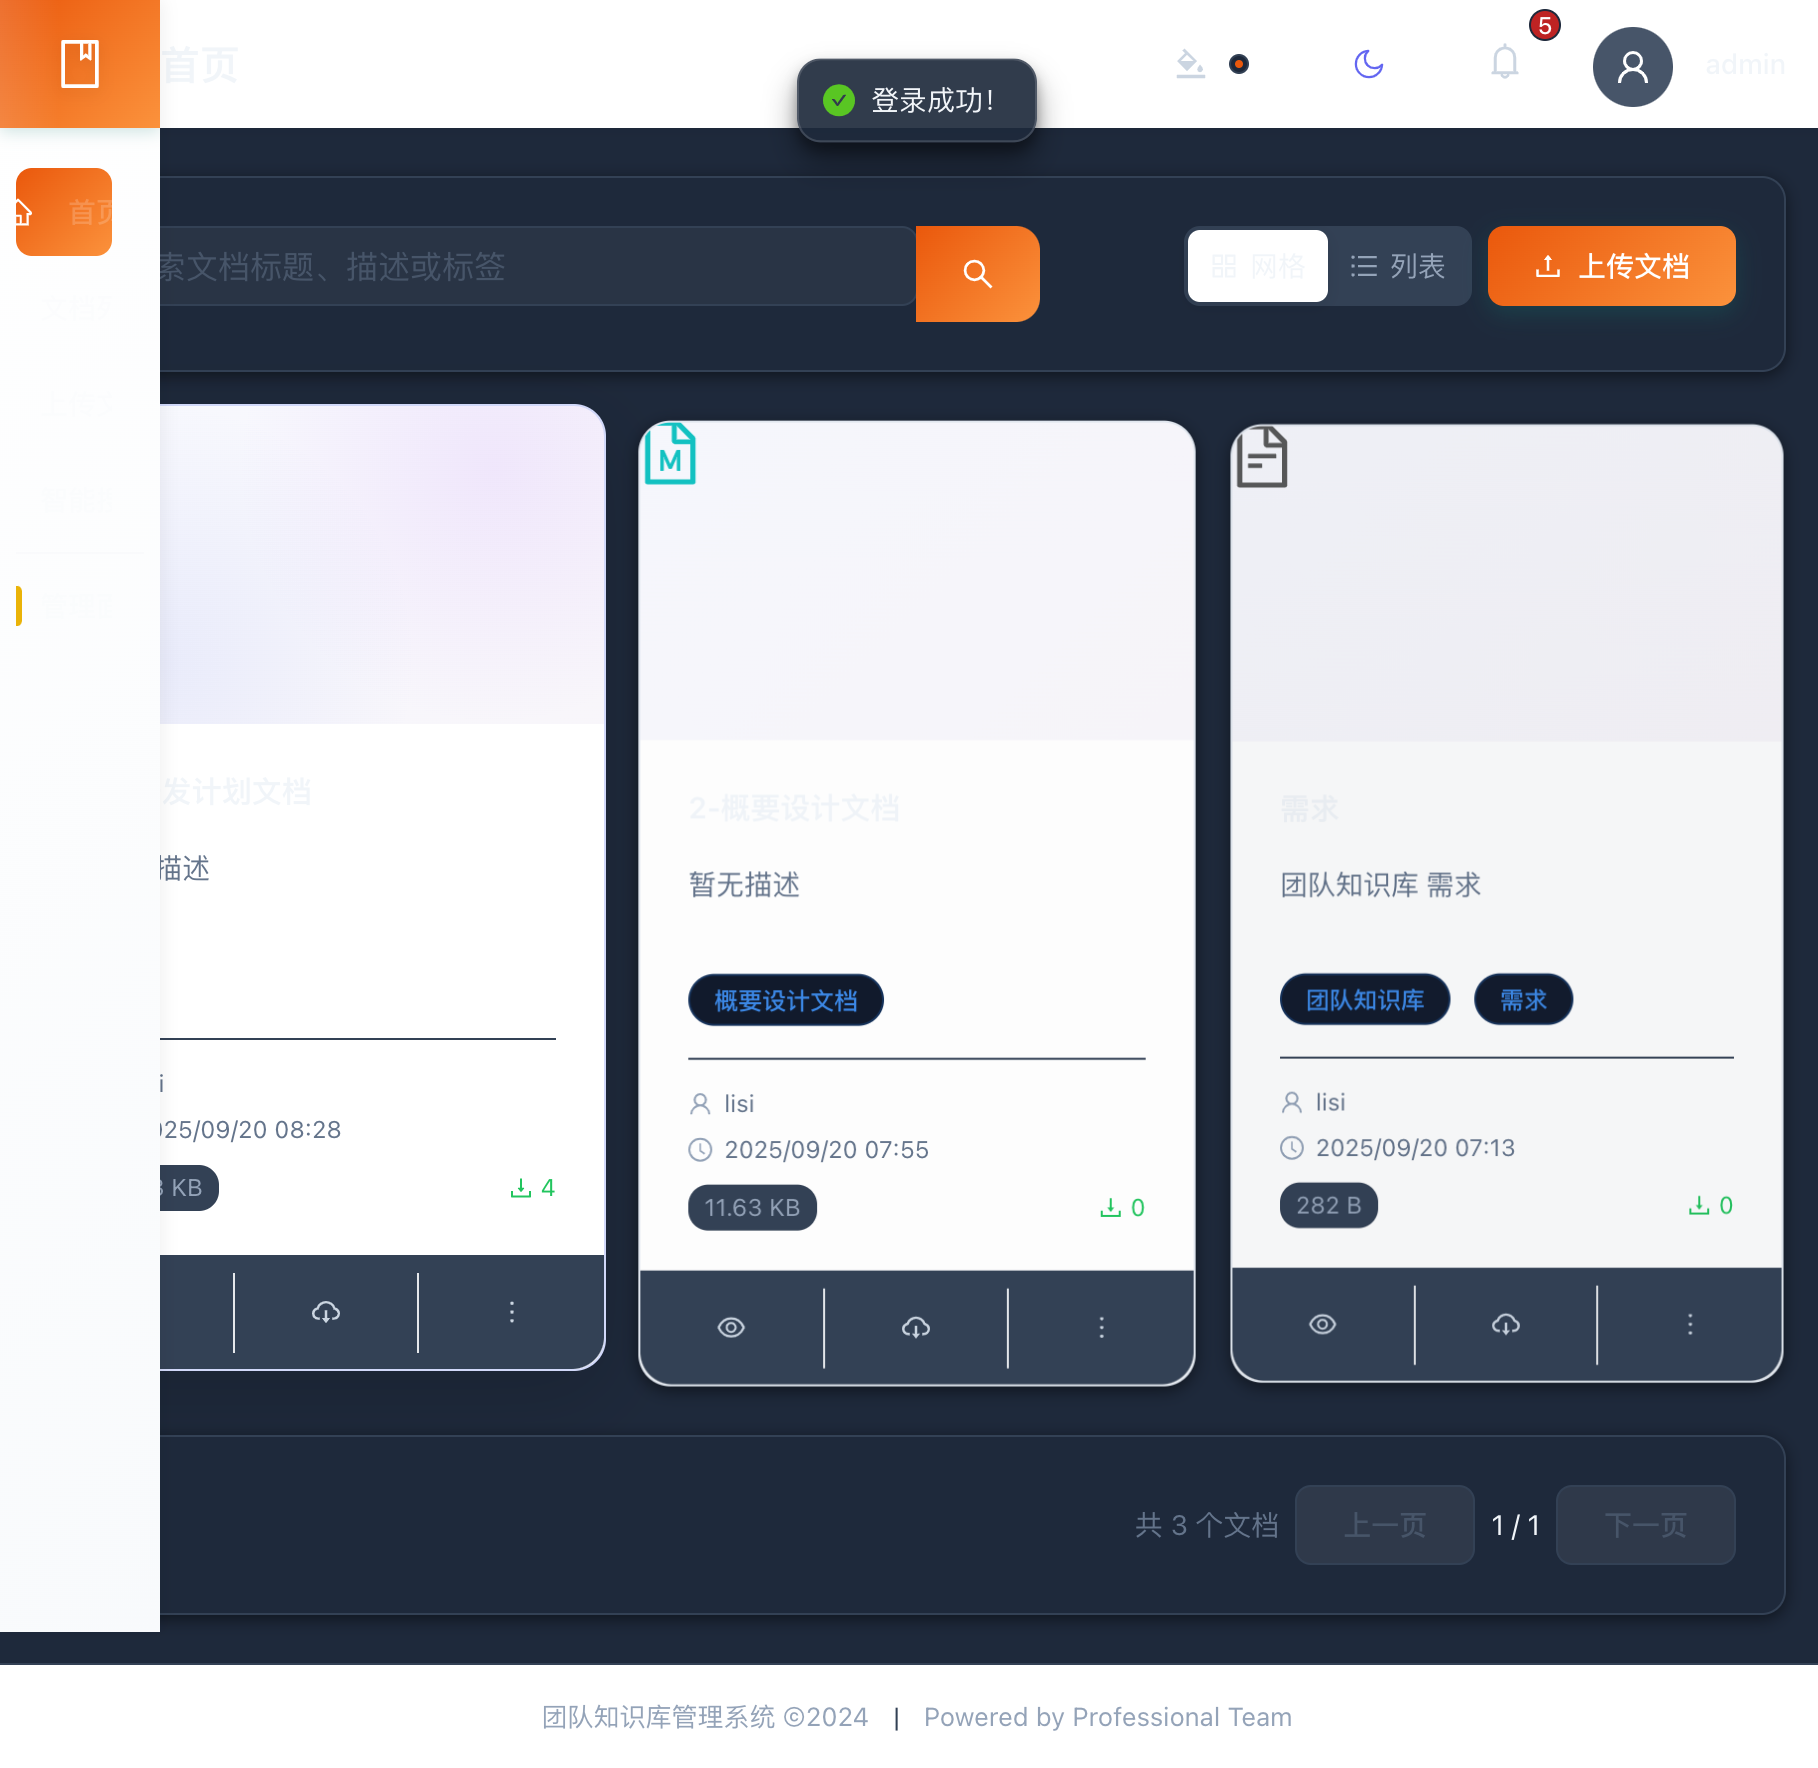 首页
登录成功！
5
admin
首页
索文档标题、描述或标签
网格
列表
上传文档
发计划文档
描述
i
25/09/20 08:28
KB
4
M
2-概要设计文档
暂无描述
概要设计文档
lisi
2025/09/20 07:55
11.63 KB
0
需求
团队知识库 需求
团队知识库
需求
lisi
2025/09/20 07:13
282 B
0
共 3 个文档
上一页
1 / 1
下一页
团队知识库管理系统 ©2024 | Powered by Professional Team